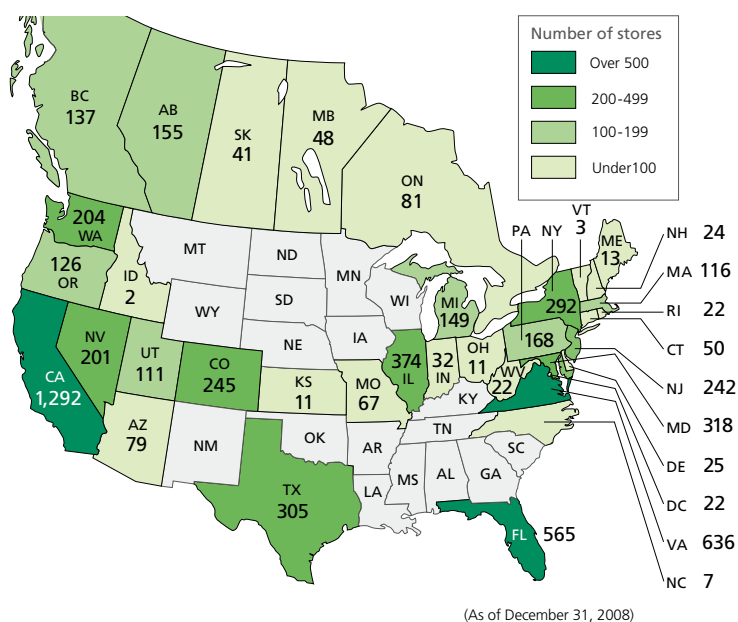 Number of stores
Over 500
200-499
100-199
Under100
BC
137
AB
155
SK
41
MB
48
ON
81
204
WA
126
OR
ID
2
MT
ND
MN
WI
MI
149
WY
SD
IA
NE
NV
201
UT
111
CO
245
KS
11
MO
67
374
IL
32
IN
OH
11
WV
22
KY
CA
1,292
AZ
79
NM
OK
AR
TN
TX
305
LA
MS
AL
GA
SC
FL 565
PA NY
292
168
VT
3
ME
13
NH 24
MA 116
RI 22
CT 50
NJ 242
MD 318
DE 25
DC 22
VA 636
NC 7
(As of December 31, 2008)